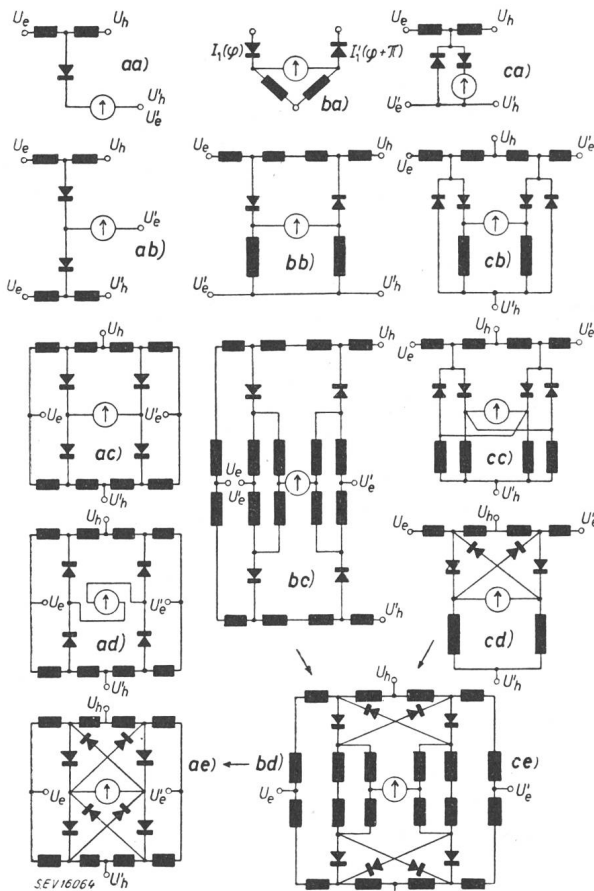 Ue Uh
aa)
U'h
U'e
I1(φ) I'1(φ+π)
ba)
Ue Uh
ca)
U'e U'h
Ue Uh
U'e
ab)
Ue U'h
Ue Uh
bb)
U'e U'h
Uh U'e
Ue
cb)
U'h
Uh
Ue U'e
ac)
U'h
Uh
Ue
U'e U'e
bc)
U'h
Uh U'e
Ue
cc)
U'h
Uh
Ue U'e
ad)
U'h
Ue Uh U'e
cd)
U'h
Uh
Ue U'e
ae) ← bd)
U'h
SEV16064
Uh
ce)
Ue U'e